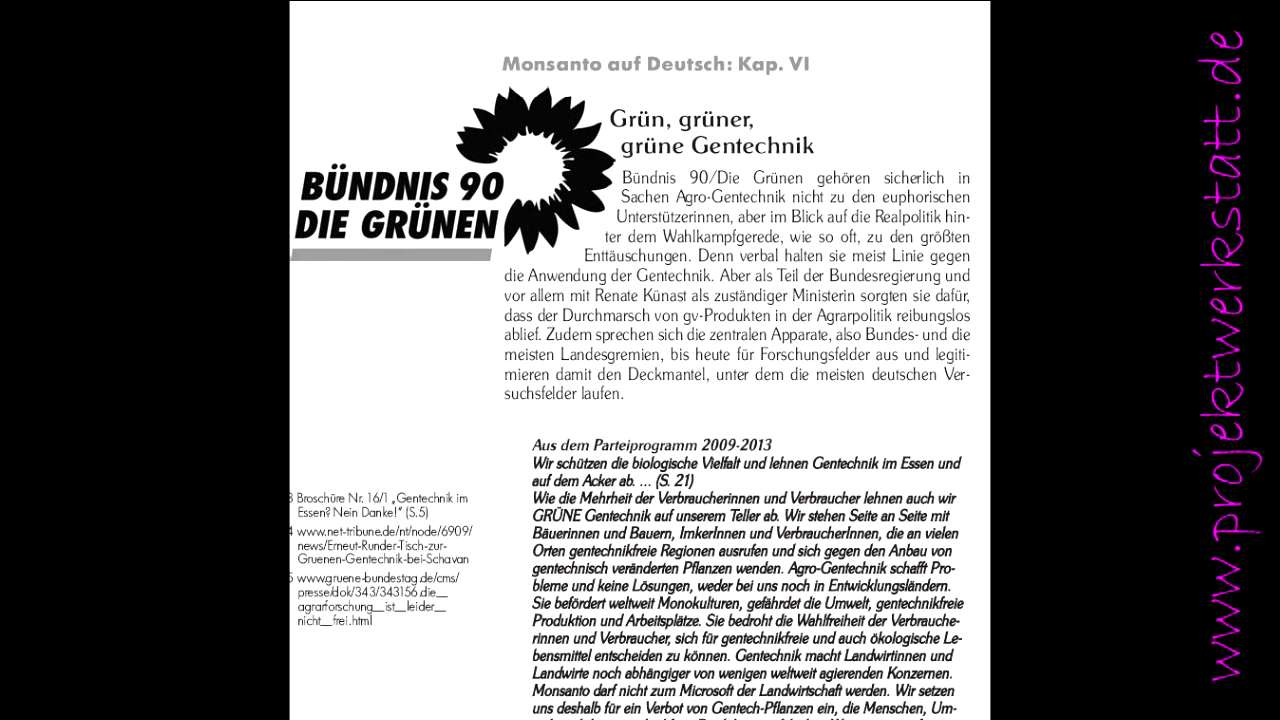 Monsanto auf Deutsch: Kap. VI
BÜNDNIS 90
DIE GRÜNEN
Grün, grüner,
grüne Gentechnik
Bündnis 90/Die Grünen gehören sicherlich in
Sachen Agro-Gentechnik nicht zu den euphorischen
Unterstützerinnen, aber im Blick auf die Realpolitik hin-
ter dem Wahlkampfgerede, wie so oft, zu den größten
Enttäuschungen. Denn verbal halten sie meist Linie gegen
die Anwendung der Gentechnik. Aber als Teil der Bundesregierung und
vor allem mit Renate Künast als zuständiger Ministerin sorgten sie dafür,
dass der Durchmarsch von gv-Produkten in der Agrarpolitik reibungslos
ablief. Zudem sprechen sich die zentralen Apparate, also Bundes- und die
meisten Landesgremien, bis heute für Forschungsfelder aus und legiti-
mieren damit den Deckmantel, unter dem die meisten deutschen Ver-
suchsfelder laufen.
Aus dem Parteiprogramm 2009-2013
Wir schützen die biologische Vielfalt und lehnen Gentechnik im Essen und
auf dem Acker ab. ... (S. 21)
Wie die Mehrheit der Verbraucherinnen und Verbraucher lehnen auch wir
GRÜNE Gentechnik auf unserem Teller ab. Wir stehen Seite an Seite mit
Bäuerinnen und Bauern, ImkerInnen und VerbraucherInnen, die an vielen
Orten gentechnikfreie Regionen ausrufen und sich gegen den Anbau von
gentechnisch veränderten Pflanzen wenden. Agro-Gentechnik schafft Pro-
bleme und keine Lösungen, weder bei uns noch in Entwicklungsländern.
Sie befördert weltweit Monokulturen, gefährdet die Umwelt, gentechnikfreie
Produktion und Arbeitsplätze. Sie bedroht die Wahlfreiheit der Verbrauche-
rinnen und Verbraucher, sich für gentechnikfreie und auch ökologische Le-
bensmittel entscheiden zu können. Gentechnik macht Landwirtinnen und
Landwirte noch abhängiger von wenigen weltweit agierenden Konzernen.
Monsanto darf nicht zum Microsoft der Landwirtschaft werden. Wir setzen
uns deshalb für ein Verbot von Gentech-Pflanzen ein, die Menschen, Um-
3 Broschüre Nr. 16/1 „Gentechnik im
Essen? Nein Danke!" (S.5)
4 www.net-tribune.de/nt/node/6909/
news/Erneut-Runder-Tisch-zur-
Gruenen-Gentechnik-bei-Schavan
5 www.gruene-bundestag.de/cms/
presse/dok/343/343156.die__
agrarforschung__ist__leider__
nicht__frei.html
www.projektwerkstatt.de